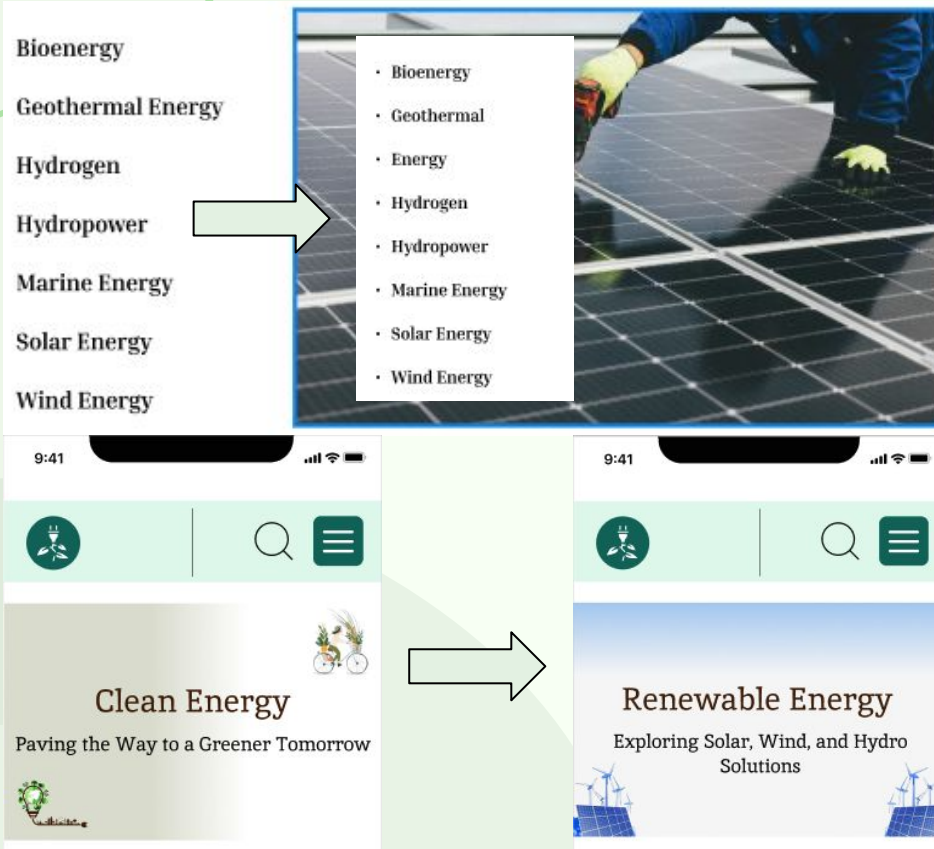 Bioenergy
Geothermal Energy
Hydrogen
Hydropower
Marine Energy
Solar Energy
Wind Energy
· Bioenergy
· Geothermal
· Energy
· Hydrogen
· Hydropower
· Marine Energy
· Solar Energy
· Wind Energy
9:41
Clean Energy
Paving the Way to a Greener Tomorrow
9:41
Renewable Energy
Exploring Solar, Wind, and Hydro
Solutions